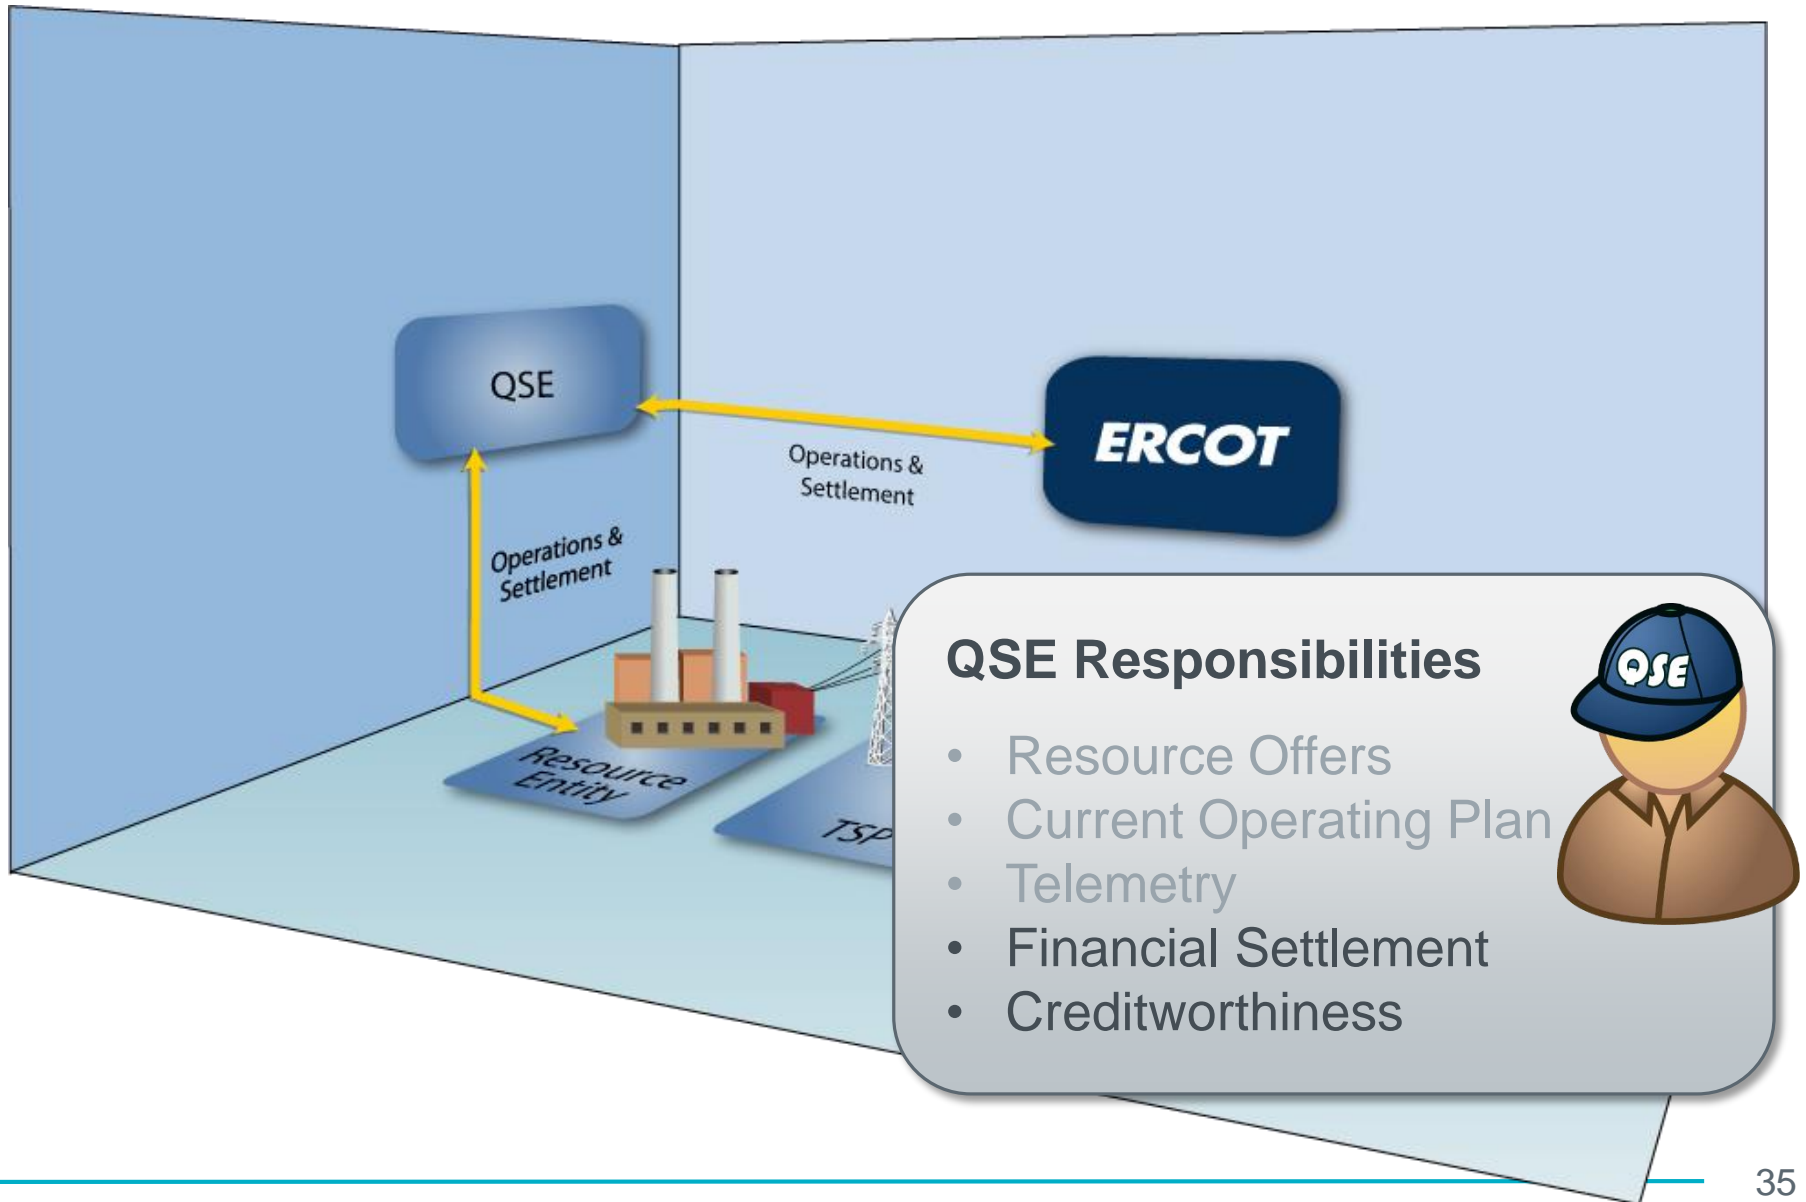 QSE
ERCOT
Operations &
Settlement
Operations &
Settlement
Resource
Entity
TSP
QSE Responsibilities
QSE
• Resource Offers
• Current Operating Plan
• Telemetry
• Financial Settlement
• Creditworthiness
35